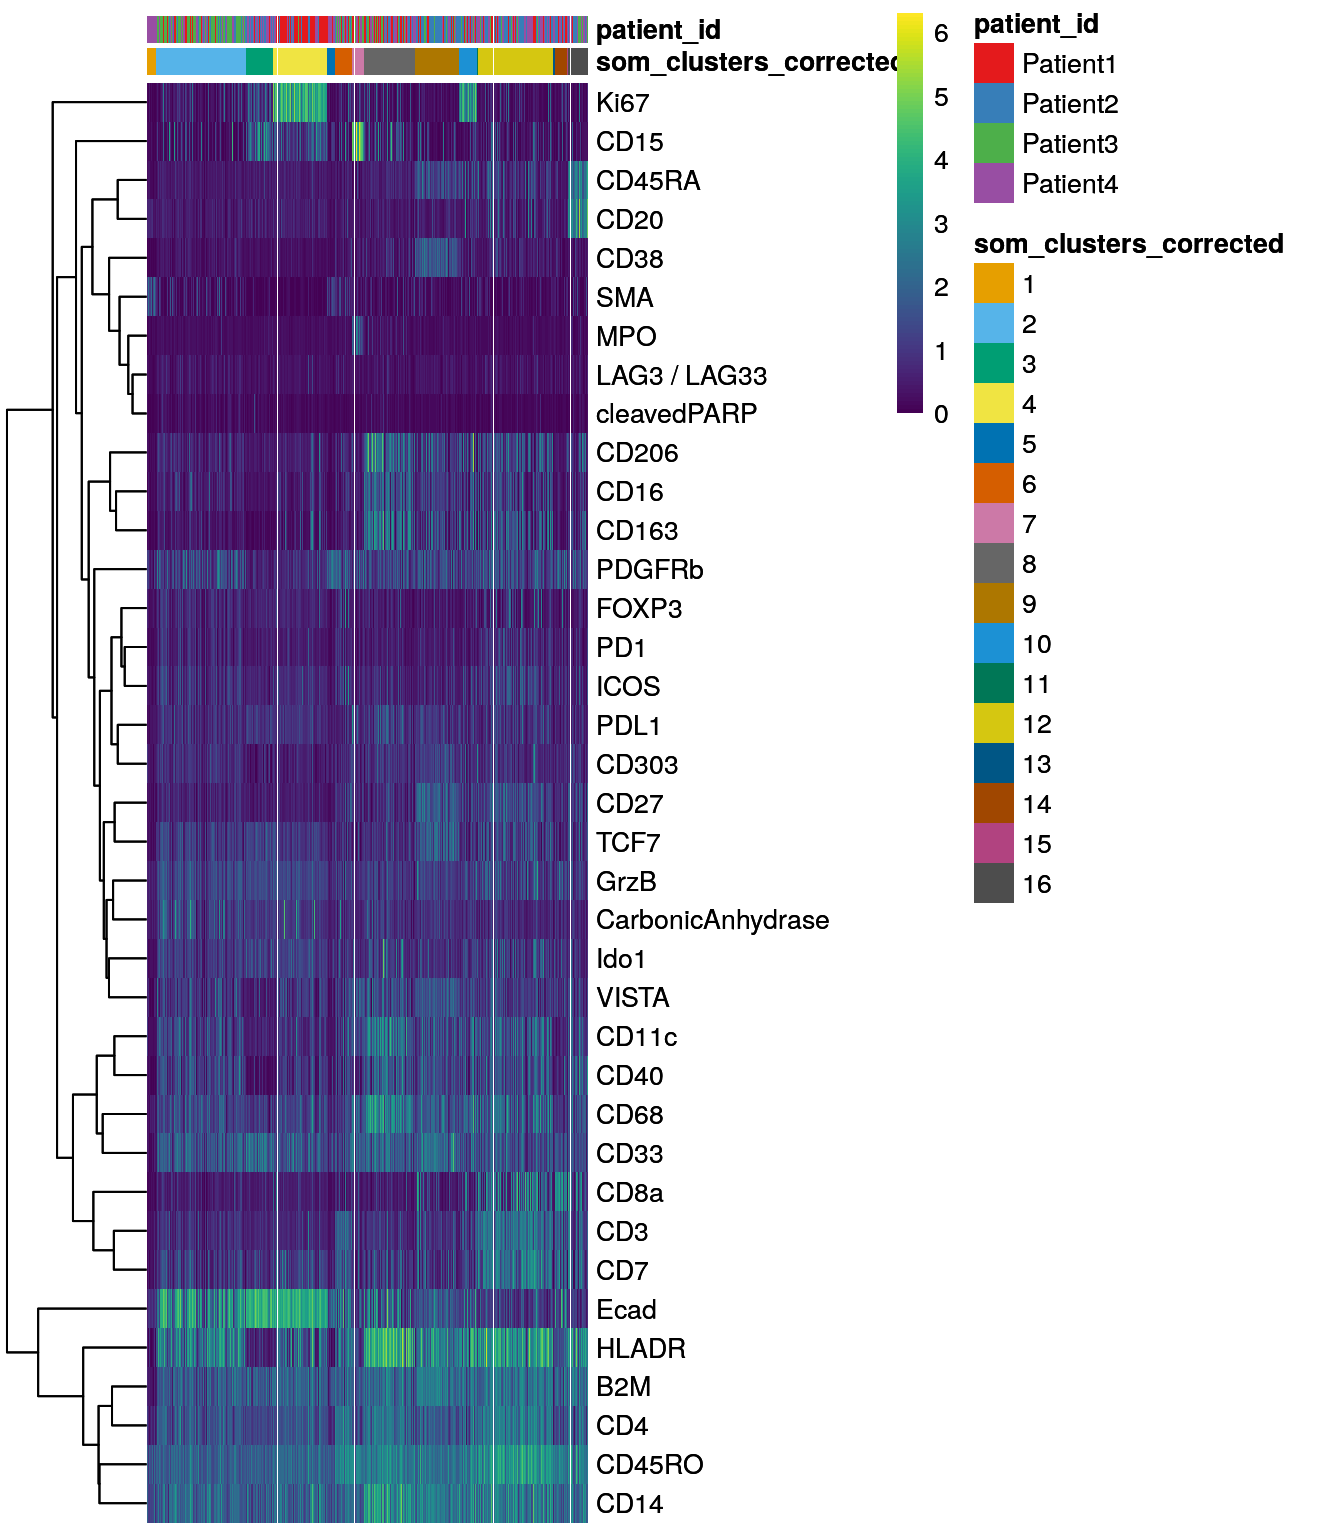 patient_id
som_clusters_corrected
Ki67
CD15
CD45RA
CD20
CD38
SMA
MPO
LAG3 / LAG33
cleavedPARP
CD206
CD16
CD163
PDGFRb
FOXP3
PD1
ICOS
PDL1
CD303
CD27
TCF7
GrzB
CarbonicAnhydrase
Ido1
VISTA
CD11c
CD40
CD68
CD33
CD8a
CD3
CD7
Ecad
HLADR
B2M
CD4
CD45RO
CD14
6
5
4
3
2
1
0
patient_id
Patient1
Patient2
Patient3
Patient4
som_clusters_corrected
1
2
3
4
5
6
7
8
9
10
11
12
13
14
15
16